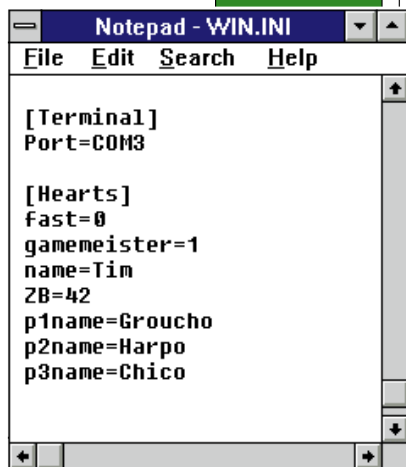 Notepad - WIN.INI
File Edit Search Help
[Terminal]
Port=COM3
[Hearts]
fast=0
gamemeister=1
name=Tim
ZB=42
p1name=Groucho
p2name=Harpo
p3name=Chico